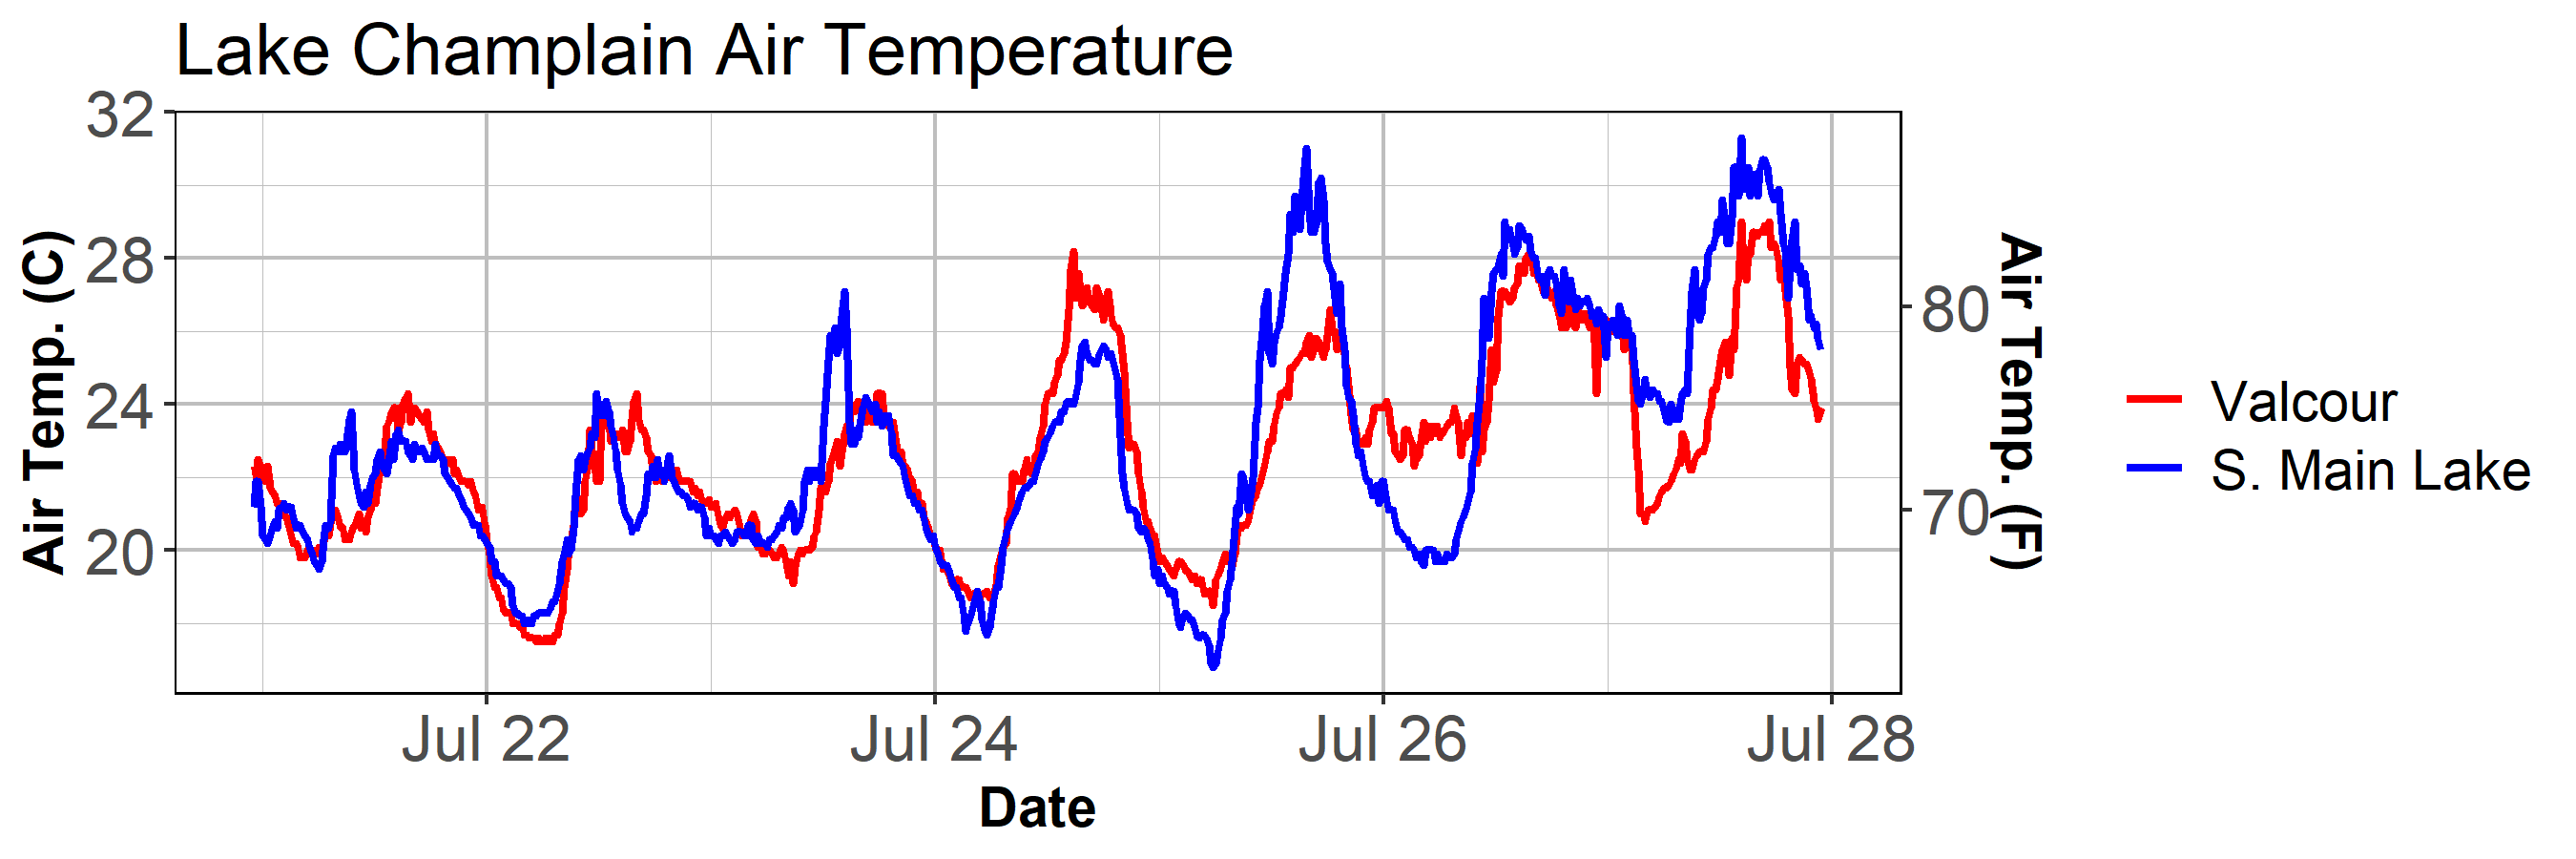 Lake Champlain Air Temperature
Air Temp. (C)
32
28
24
20
80
70
Air Temp. (F)
Valcour
S. Main Lake
Jul 22
Jul 24
Jul 26
Jul 28
Date